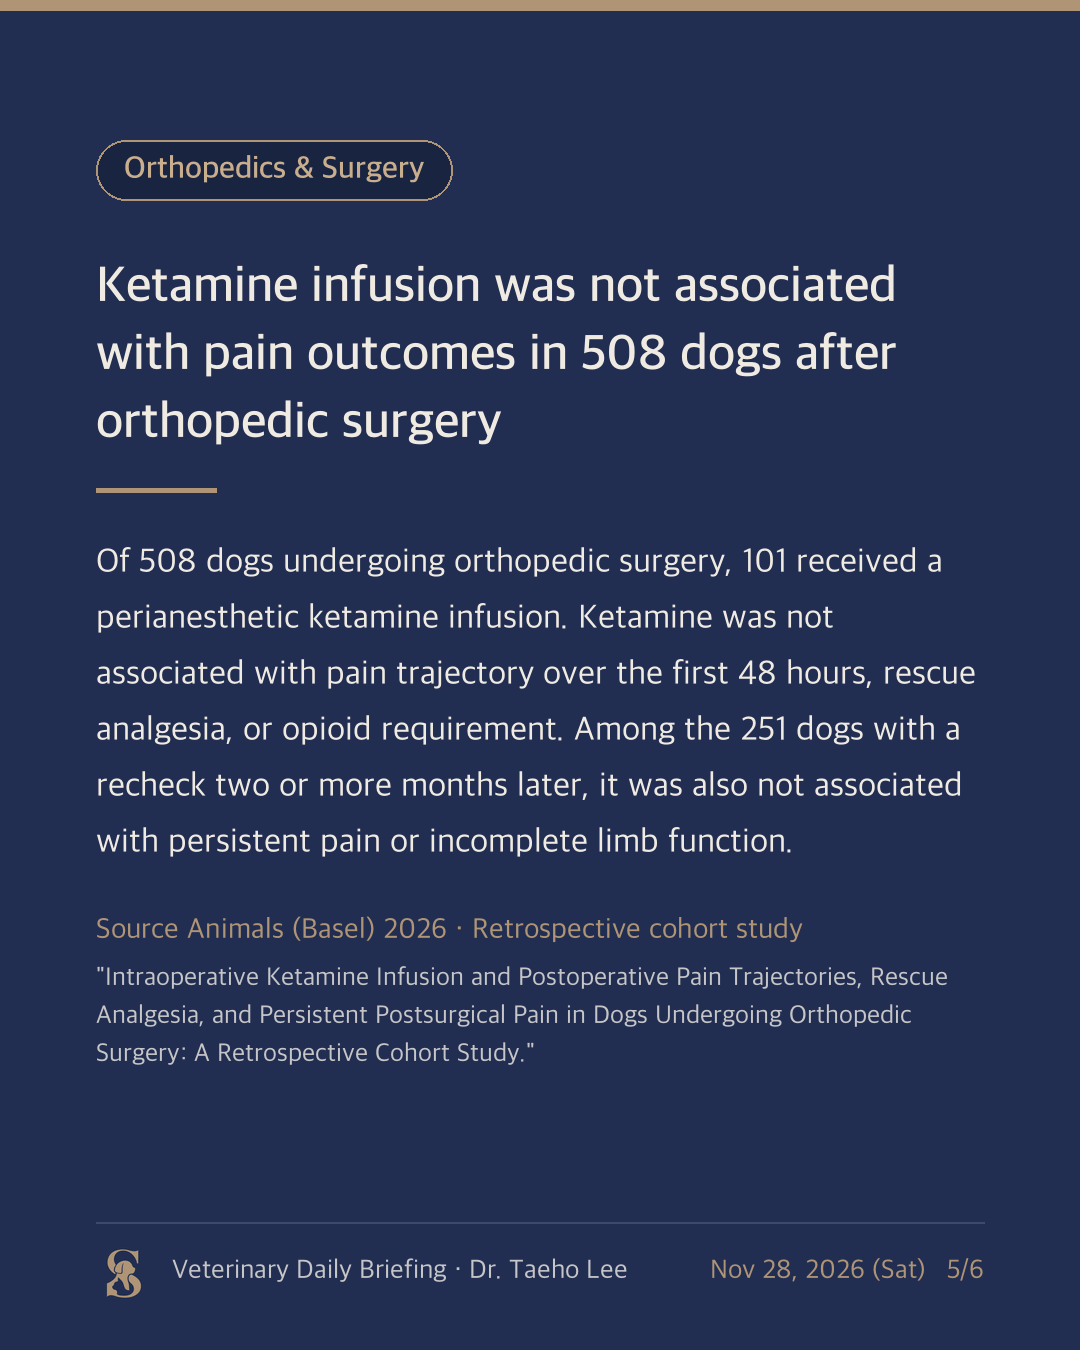 Orthopedics & Surgery
Ketamine infusion was not associated
with pain outcomes in 508 dogs after
orthopedic surgery
Of 508 dogs undergoing orthopedic surgery, 101 received a
perianesthetic ketamine infusion. Ketamine was not
associated with pain trajectory over the first 48 hours, rescue
analgesia, or opioid requirement. Among the 251 dogs with a
recheck two or more months later, it was also not associated
with persistent pain or incomplete limb function.
Source Animals (Basel) 2026 · Retrospective cohort study
"Intraoperative Ketamine Infusion and Postoperative Pain Trajectories, Rescue
Analgesia, and Persistent Postsurgical Pain in Dogs Undergoing Orthopedic
Surgery: A Retrospective Cohort Study."
Veterinary Daily Briefing · Dr. Taeho Lee Nov 28, 2026 (Sat) 5/6